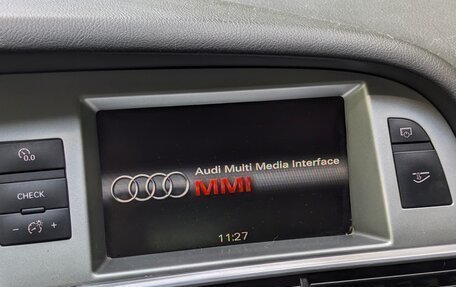 0.0
CHECK
- +
Audi Multi Media Interface
MMI
11:27